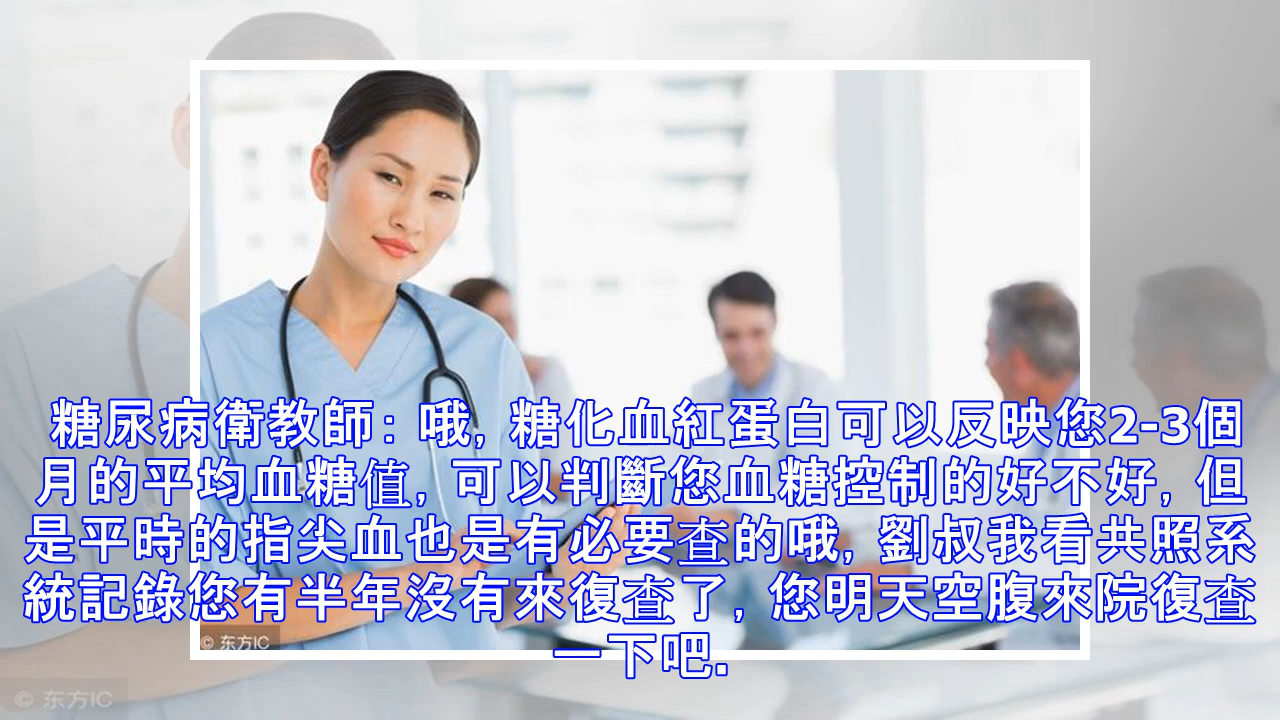 糖尿病衛教師: 哦, 糖化血紅蛋白可以反映您2-3個
月的平均血糖值, 可以判斷您血糖控制的好不好, 但
是平時的指尖血也是有必要查的哦, 劉叔我看共照系
統記錄您有半年沒有來復查了, 您明天空腹來院復查
一下吧.
© 东方IC
© 东方IC